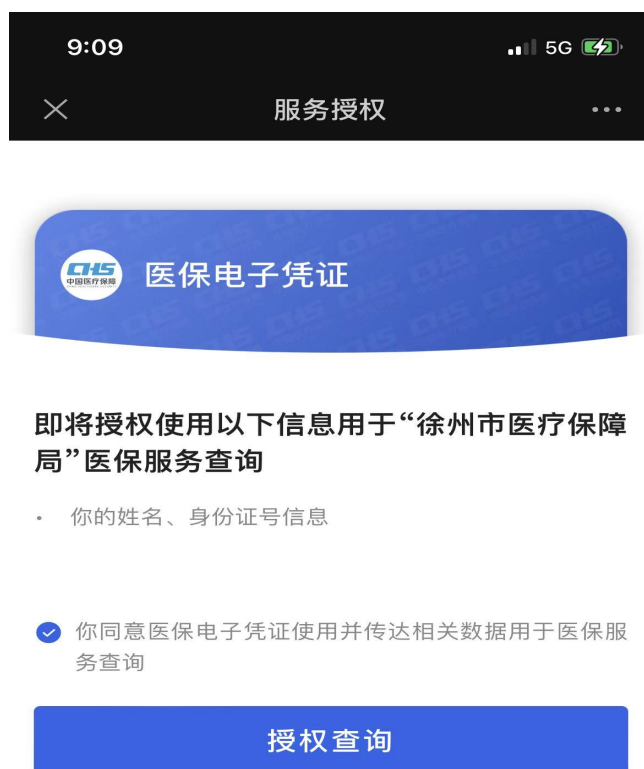 9:09
5G
服务授权
CHS
中国医疗保障
医保电子凭证
即将授权使用以下信息用于“徐州市医疗保障
局”医保服务查询
· 你的姓名、身份证号信息
你同意医保电子凭证使用并传达相关数据用于医保服
务查询
授权查询